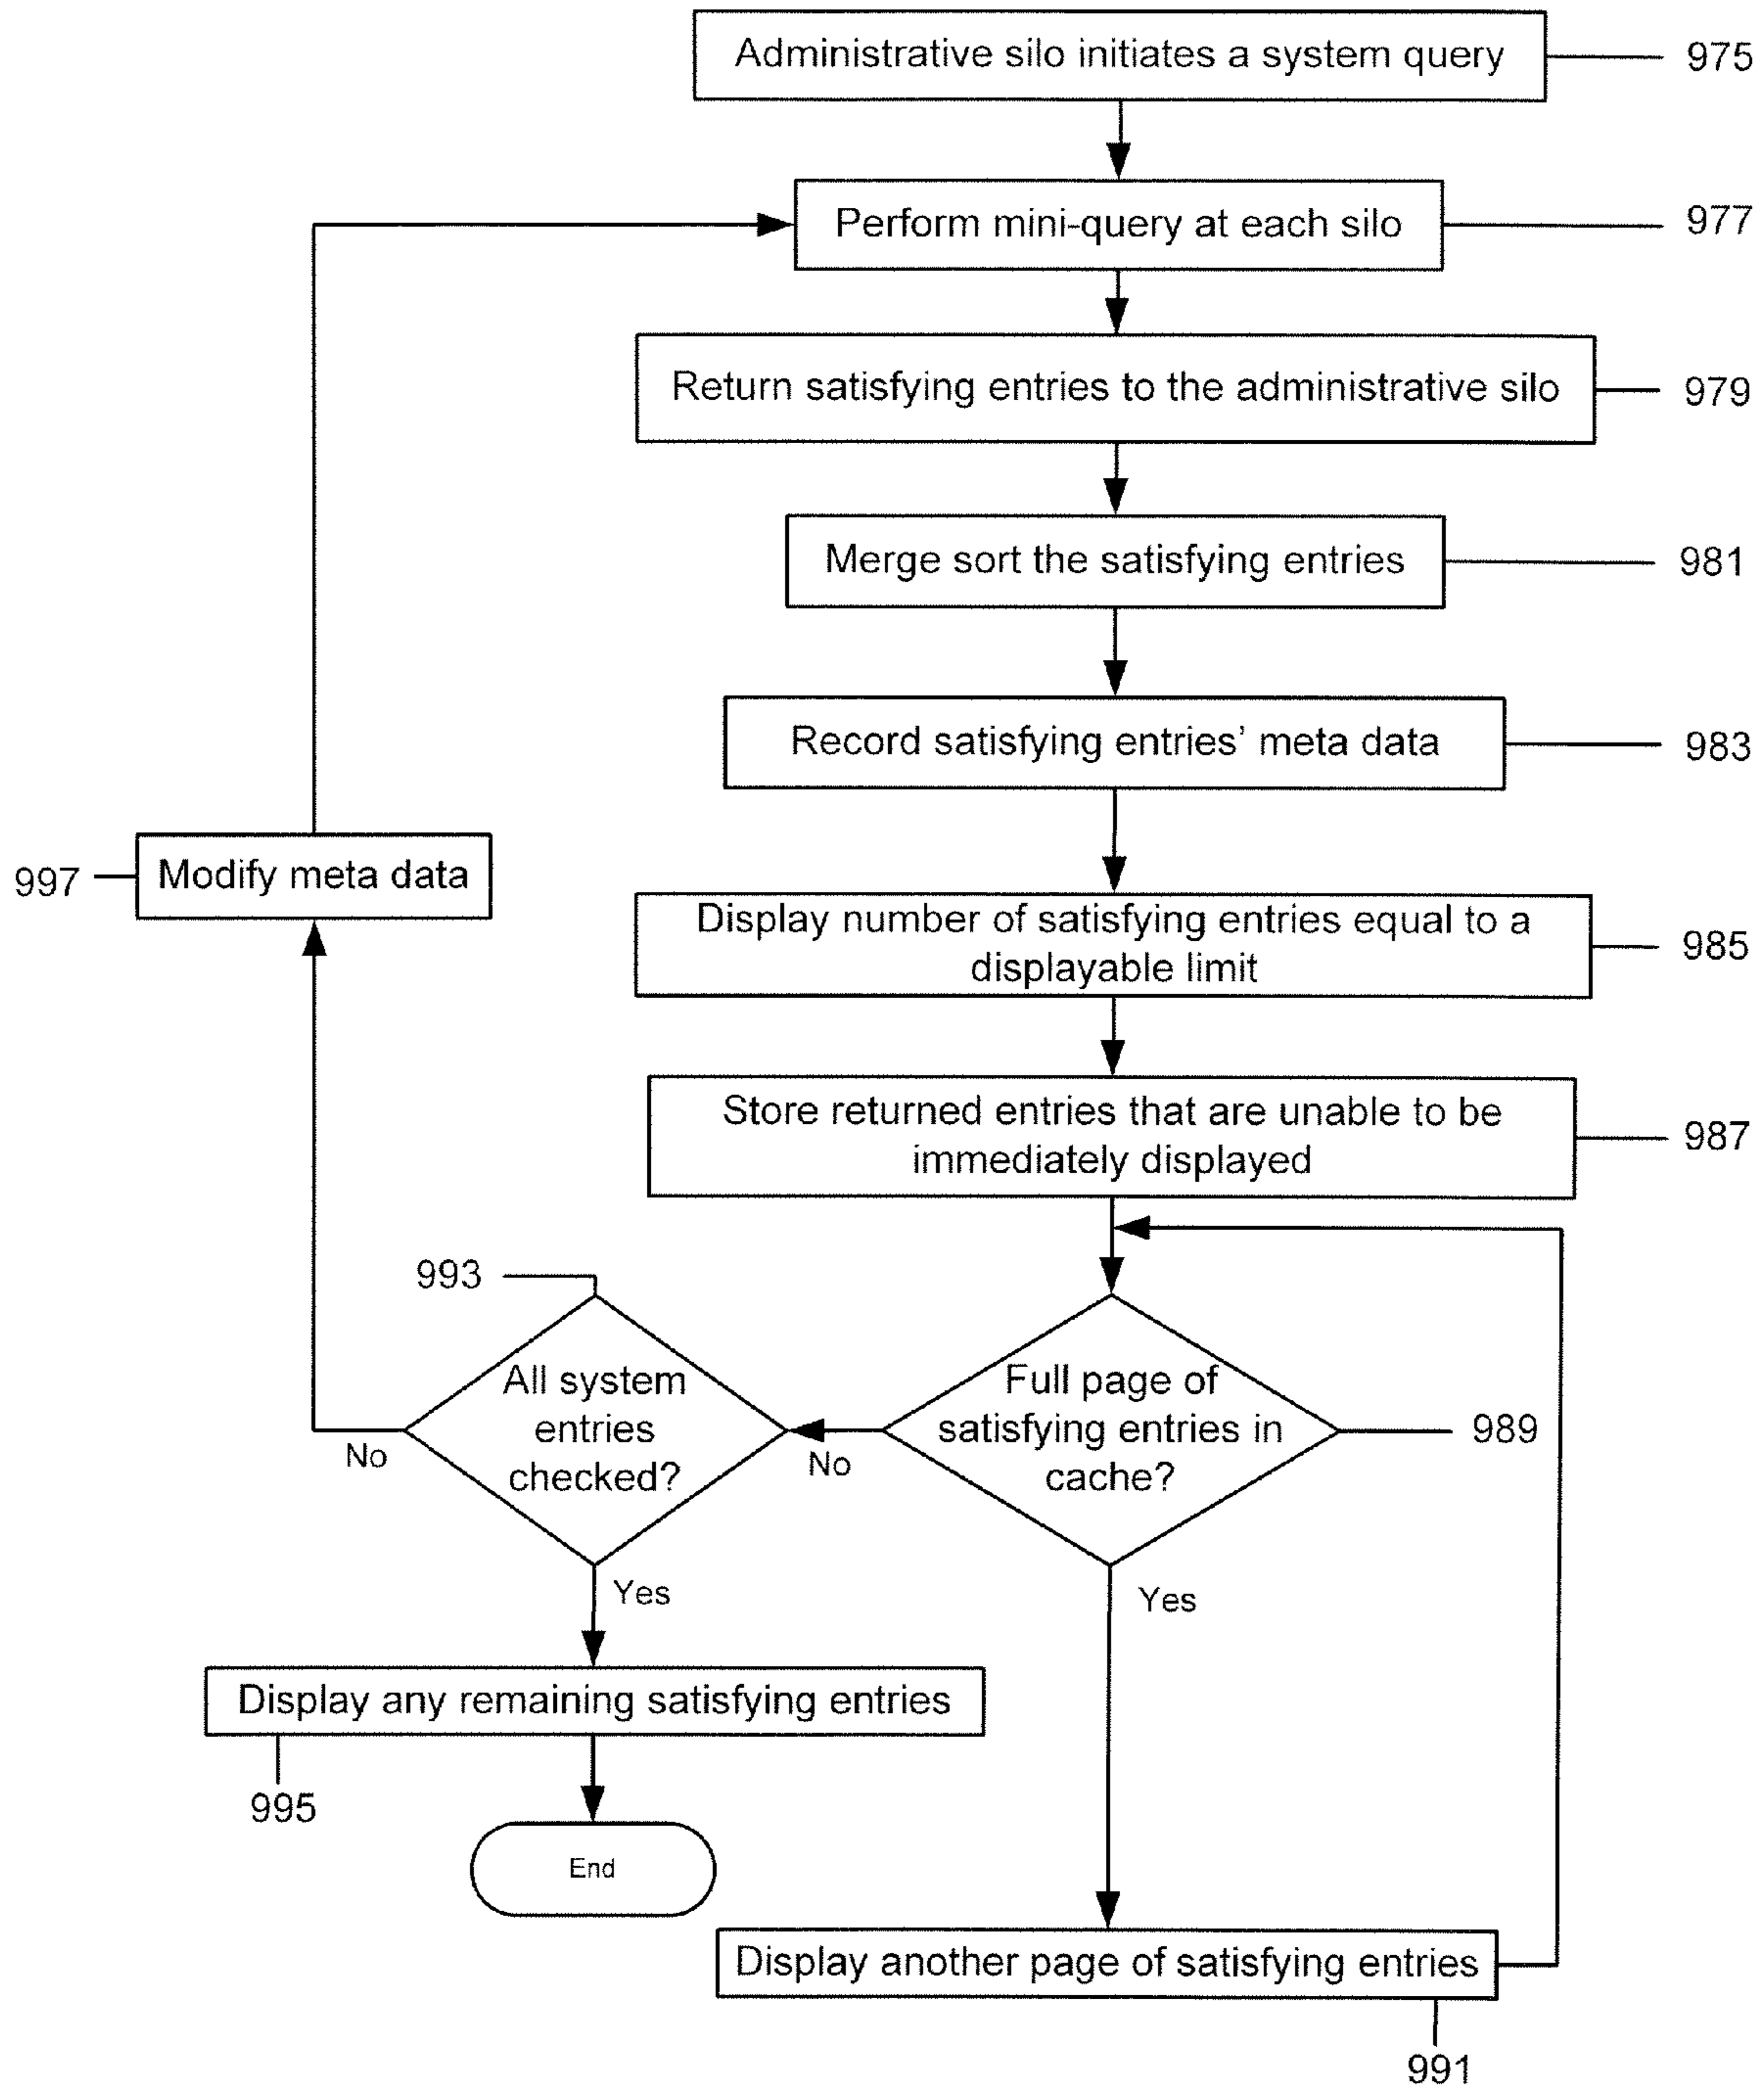 Administrative silo initiates a system query
975
Perform mini-query at each silo
977
Return satisfying entries to the administrative silo
979
Merge sort the satisfying entries
981
Record satisfying entries' meta data
983
997
Modify meta data
Display number of satisfying entries equal to a
displayable limit
985
Store returned entries that are unable to be
immediately displayed
987
993
All system
entries
checked?
No
Yes
Full page of
satisfying entries in
cache?
989
No
Yes
Display any remaining satisfying entries
995
End
Display another page of satisfying entries
991